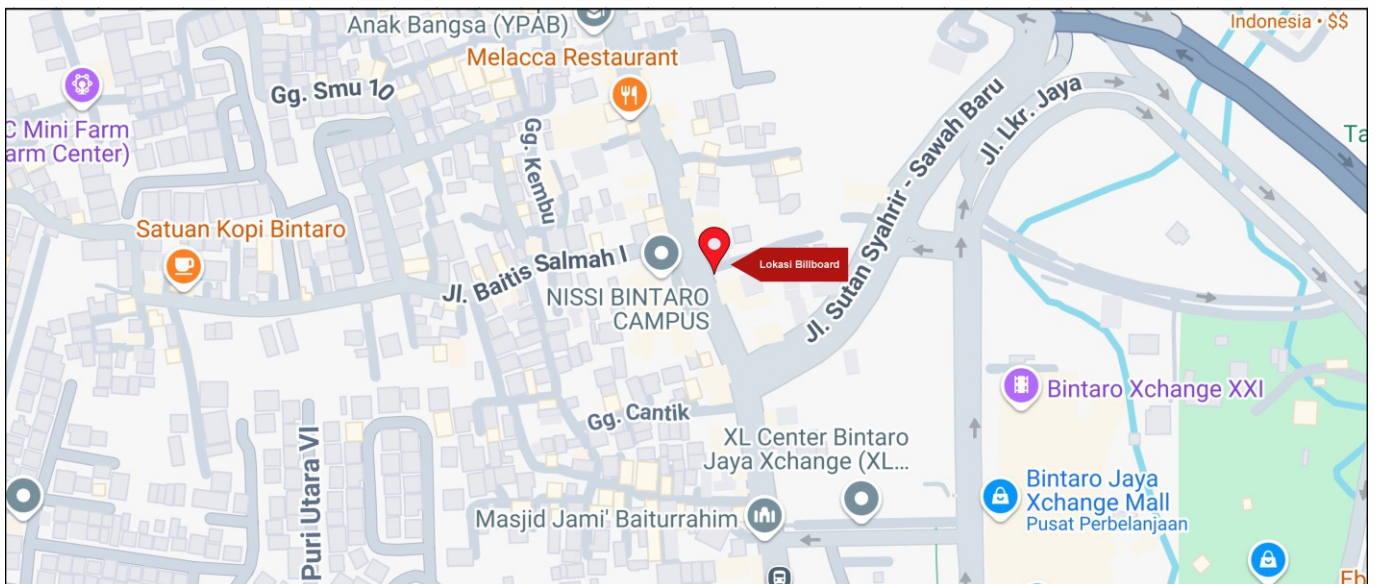 Indonesia • $$
Anak Bangsa (YPAB)
Melacca Restaurant
Gg. Smu 10
Jl. Lkr. Jaya
C Mini Farm
arm Center)
Ta
Gg. Kembu
Jl. Sutan Syahrir - Sawah Baru
Satuan Kopi Bintaro
Jl. Baitis Salmah I
Lokasi Billboard
NISSI BINTARO
CAMPUS
Bintaro Xchange XXI
Gg. Cantik
XL Center Bintaro
Jaya Xchange (XL...
Puri Utara VI
Bintaro Jaya
Xchange Mall
Pusat Perbelanjaan
Masjid Jami' Baiturrahim
Eb